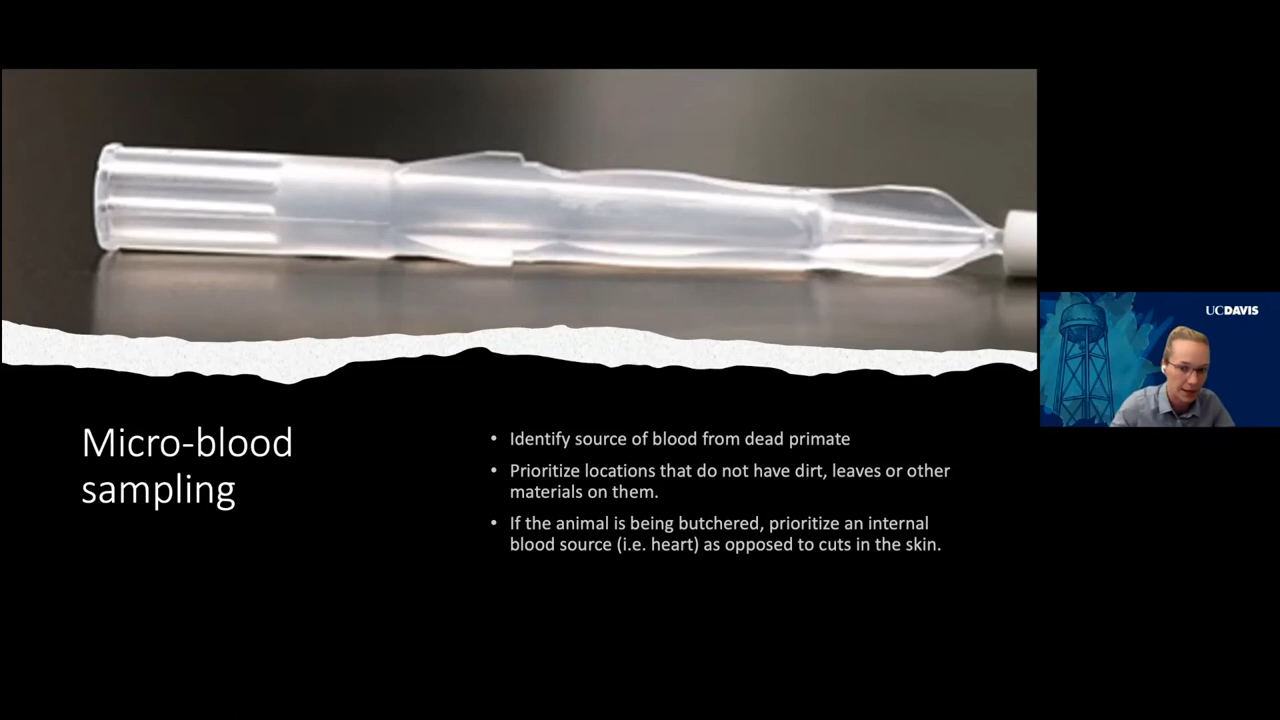 UCDAVIS
Micro-blood
sampling
• Identify source of blood from dead primate
• Prioritize locations that do not have dirt, leaves or other
materials on them.
• If the animal is being butchered, prioritize an internal
blood source (i.e. heart) as opposed to cuts in the skin.